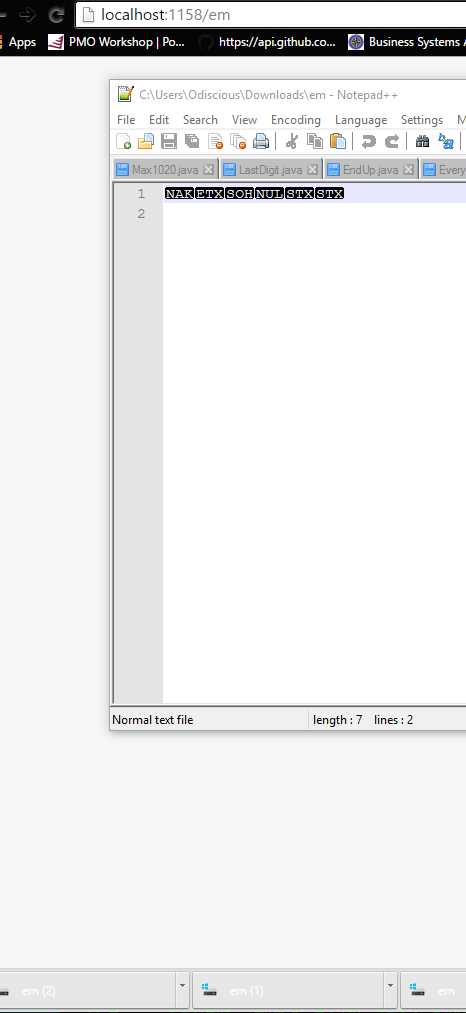 localhost:1158/em
Apps PMO Workshop | Po... https://api.github.co... Business Systems A
C:\Users\Odiscious\Downloads\em - Notepad++
File Edit Search View Encoding Language Settings M
Max1020.java LastDigit.java EndUp.java Every
1 NAK ETX SOH NUL STX STX
2
Normal text file length : 7 lines : 2
em (2) em (1) em